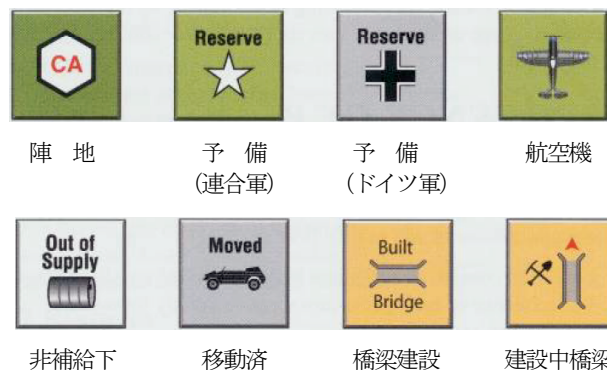 CA
Reserve
Reserve
陣 地
予 備
(連合軍)
予 備
(ドイツ軍)
航空機
Out of
Supply
Moved
Built
Bridge
非補給下
移動済
橋梁建設
建設中橋梁